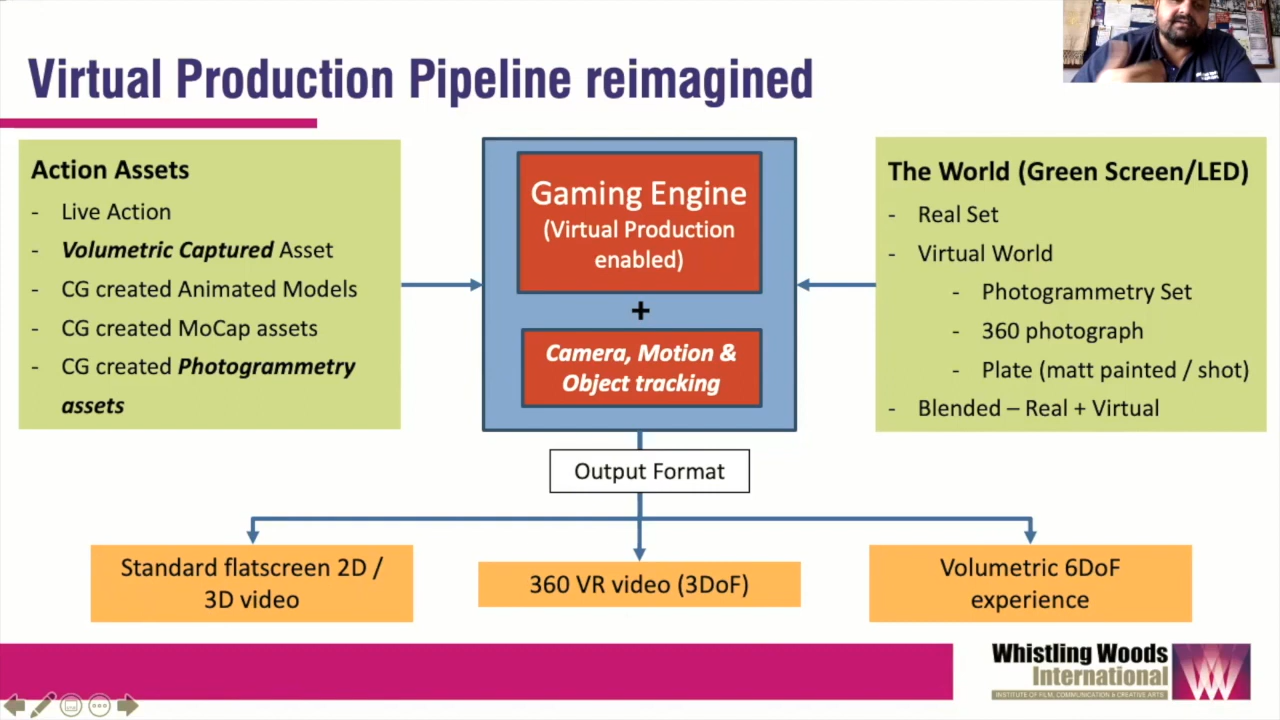 Virtual Production Pipeline reimagined
Action Assets
- Live Action
- Volumetric Captured Asset
- CG created Animated Models
- CG created MoCap assets
- CG created Photogrammetry
assets
Gaming Engine
(Virtual Production
enabled)
+
Camera, Motion &
Object tracking
The World (Green Screen/LED)
- Real Set
- Virtual World
- Photogrammetry Set
- 360 photograph
- Plate (matt painted / shot)
- Blended – Real + Virtual
Output Format
Standard flatscreen 2D /
3D video
360 VR video (3DoF)
Volumetric 6DoF
experience
Whistling Woods
International
INSTITUTE OF FILM, COMMUNICATION & CREATIVE ARTS